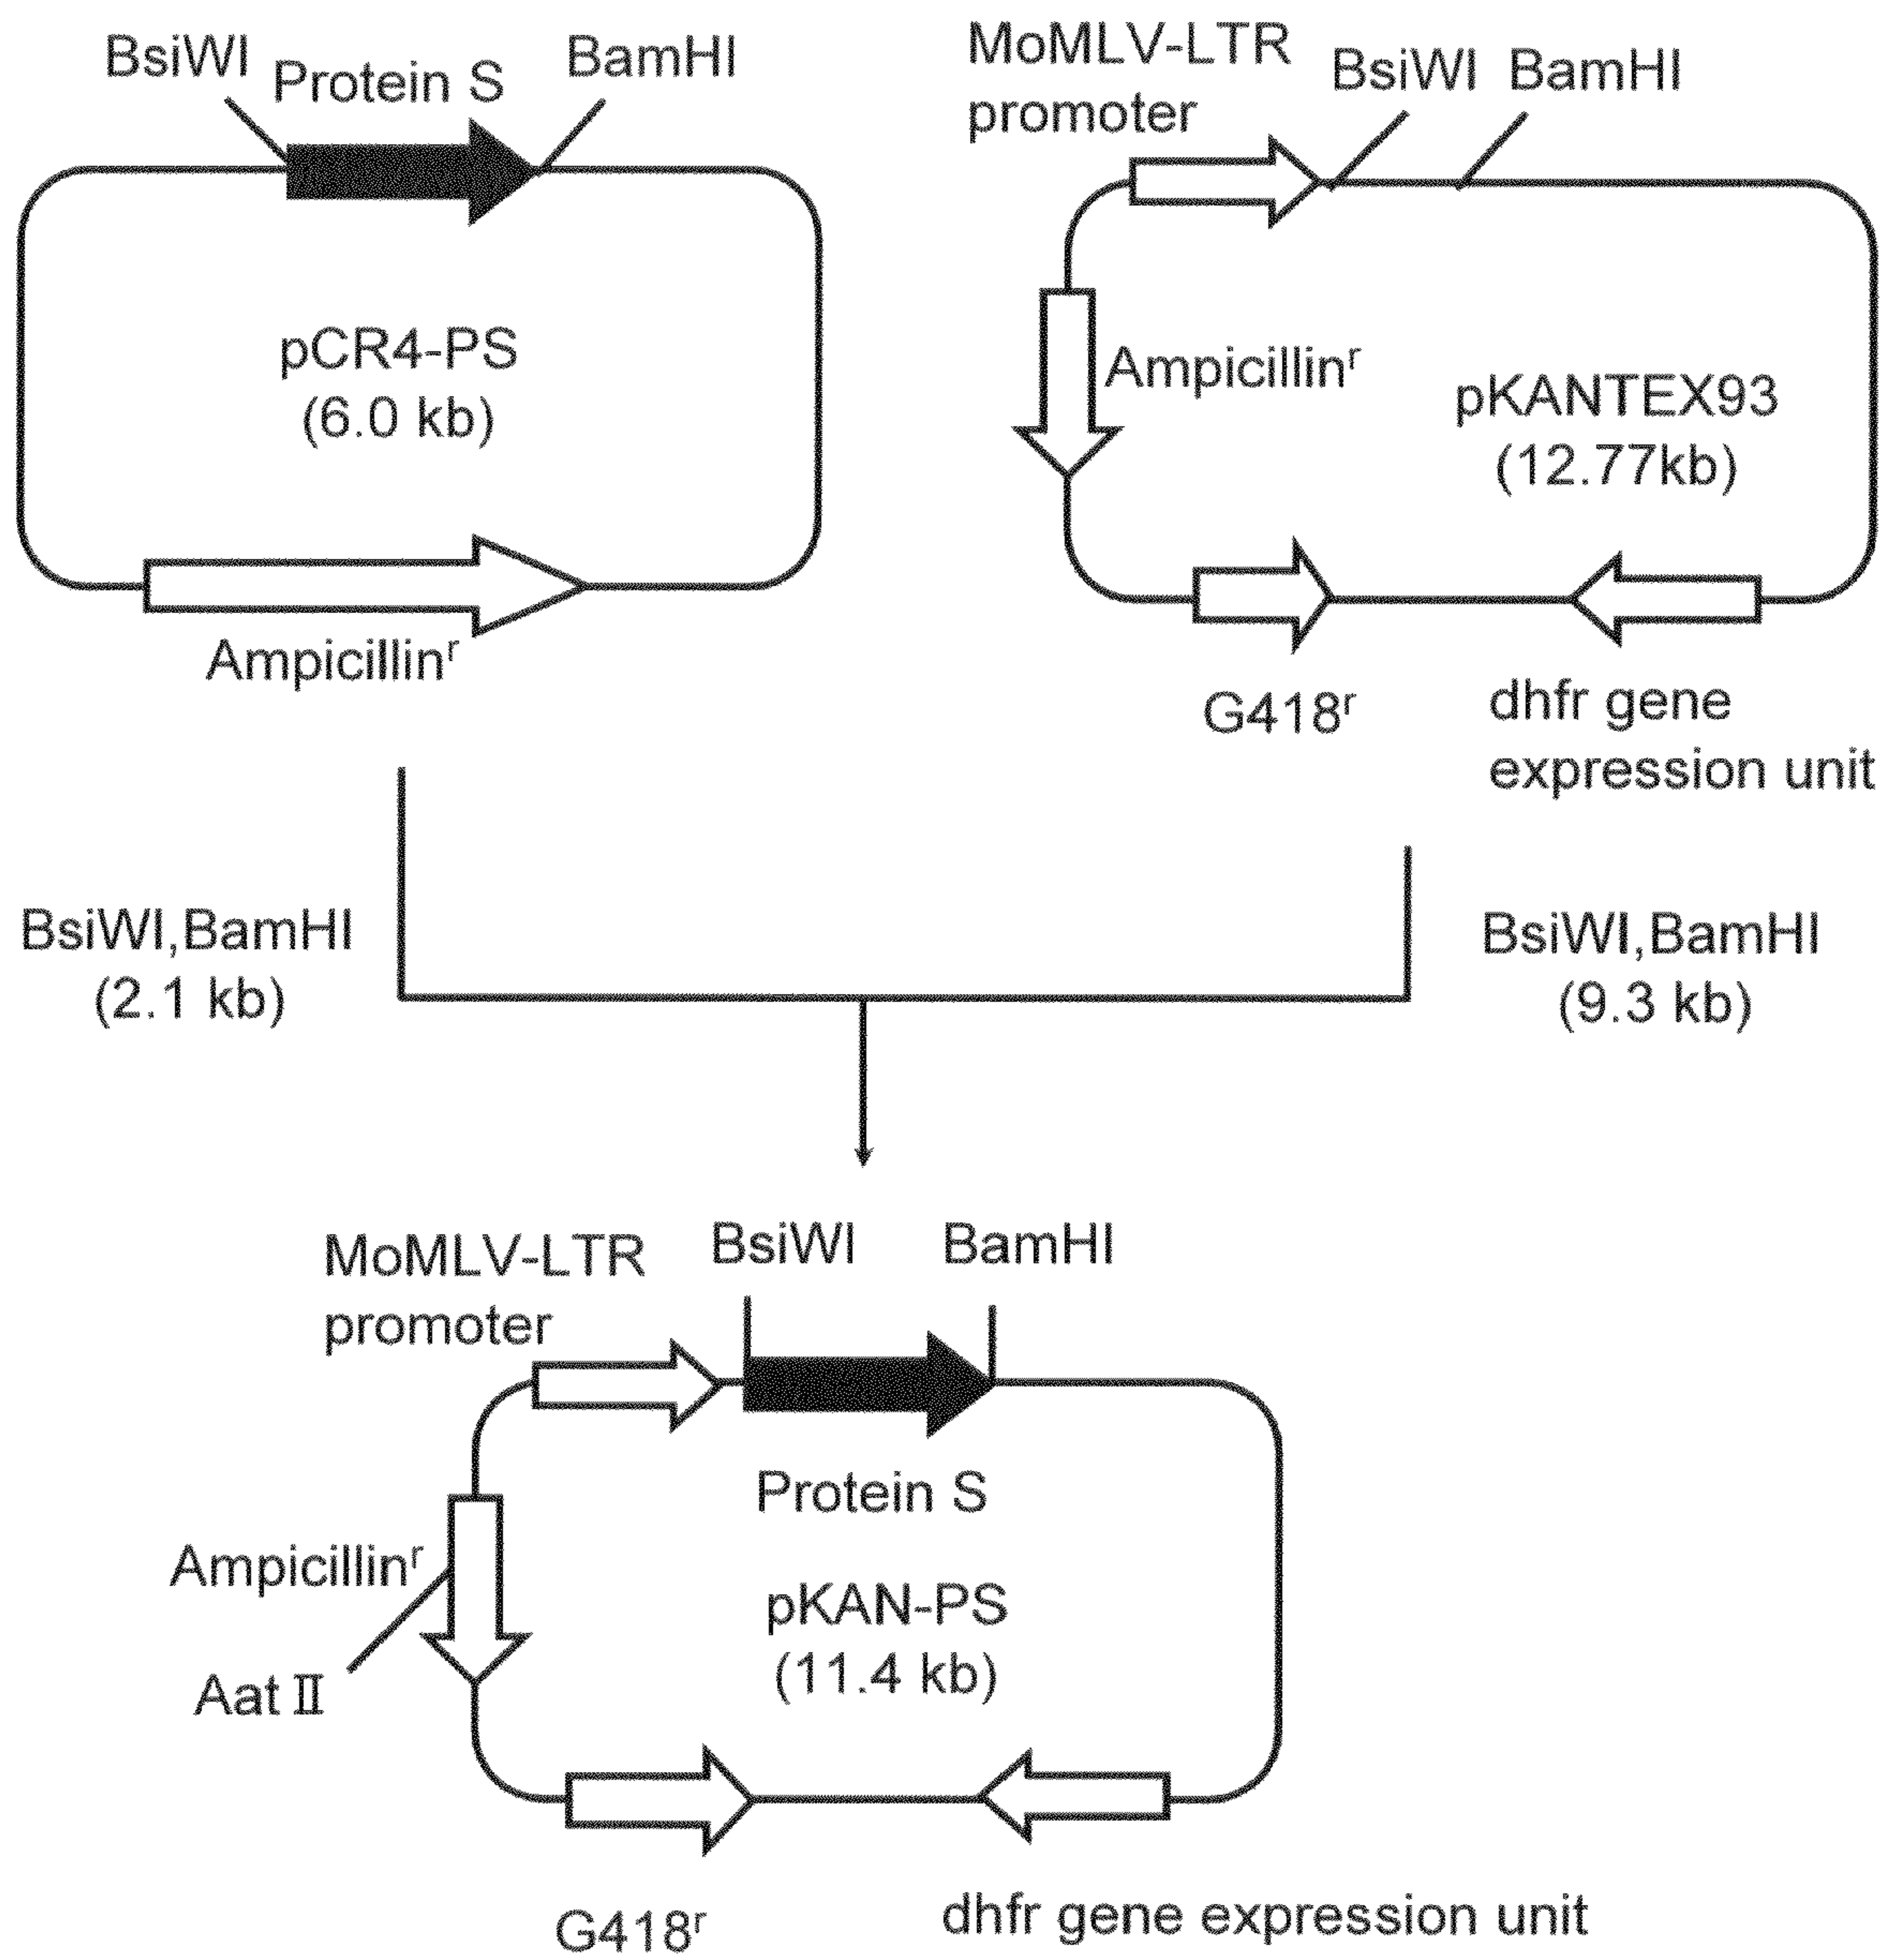 BsiWI
Protein S
BamHI
pCR4-PS
(6.0 kb)
Ampicillinʳ
MoMLV-LTR
promoter
BsiWI
BamHI
Ampicillinʳ
pKANTEX93
(12.77kb)
G418ʳ
dhfr gene
expression unit
BsiWI,BamHI
(2.1 kb)
BsiWI,BamHI
(9.3 kb)
MoMLV-LTR
promoter
BsiWI
BamHI
Protein S
Ampicillinʳ
Aat II
pKAN-PS
(11.4 kb)
G418ʳ
dhfr gene expression unit